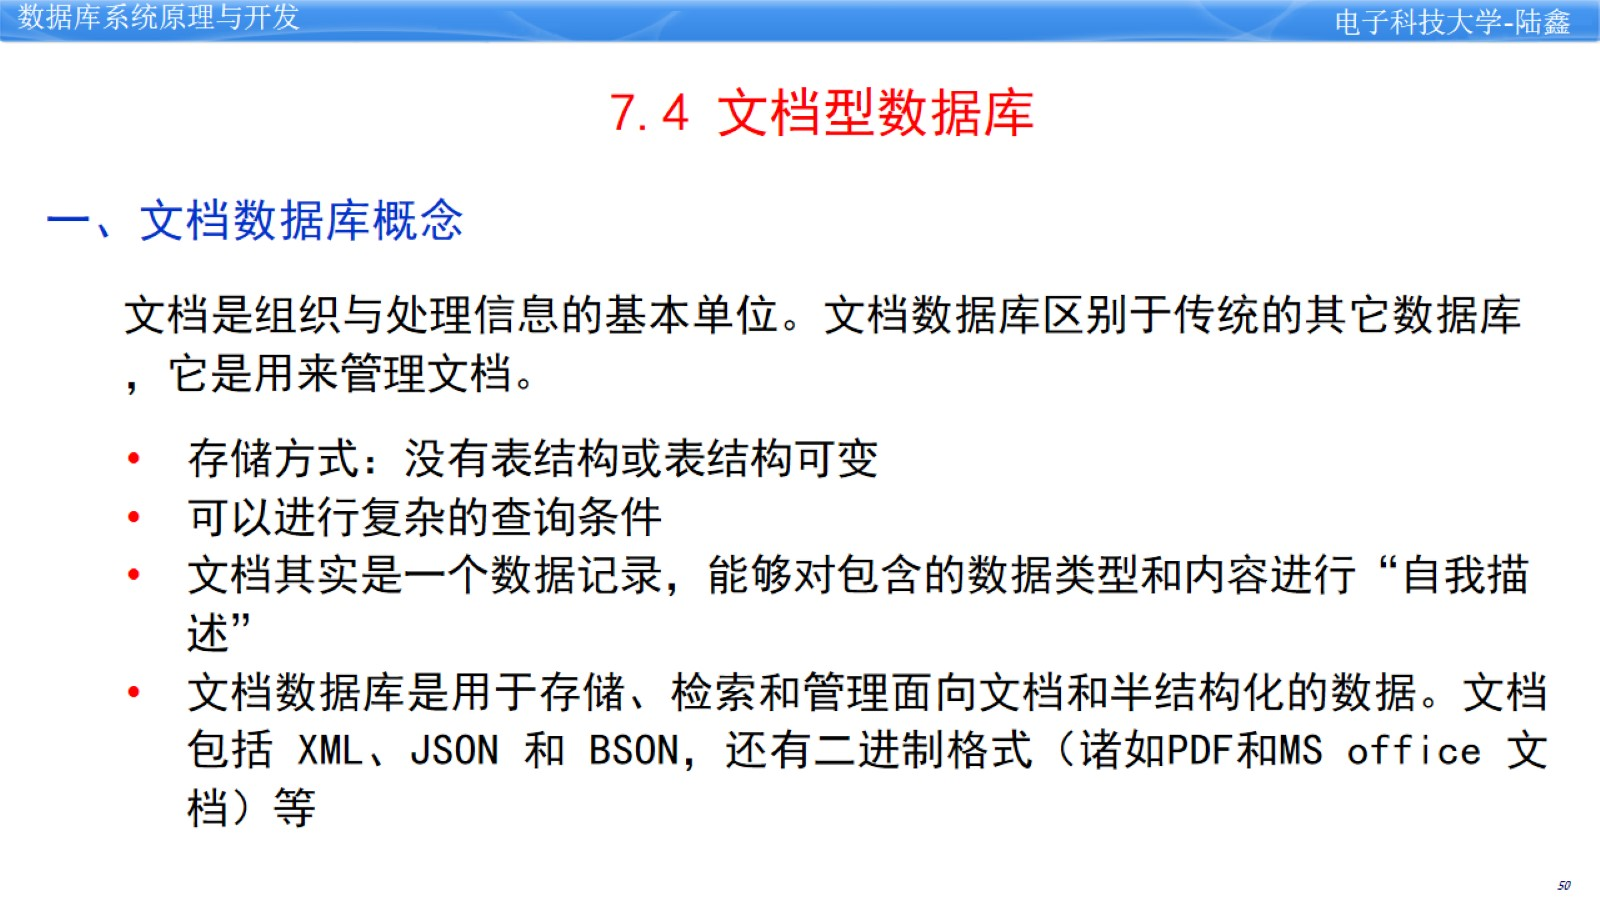 数据库系统原理与开发
电子科技大学-陆鑫
7.4 文档型数据库
一、文档数据库概念
文档是组织与处理信息的基本单位。文档数据库区别于传统的其它数据库
，它是用来管理文档。
• 存储方式：没有表结构或表结构可变
• 可以进行复杂的查询条件
• 文档其实是一个数据记录，能够对包含的数据类型和内容进行“自我描
述”
• 文档数据库是用于存储、检索和管理面向文档和半结构化的数据。文档
包括 XML、JSON 和 BSON，还有二进制格式（诸如PDF和MS office 文
档）等
50